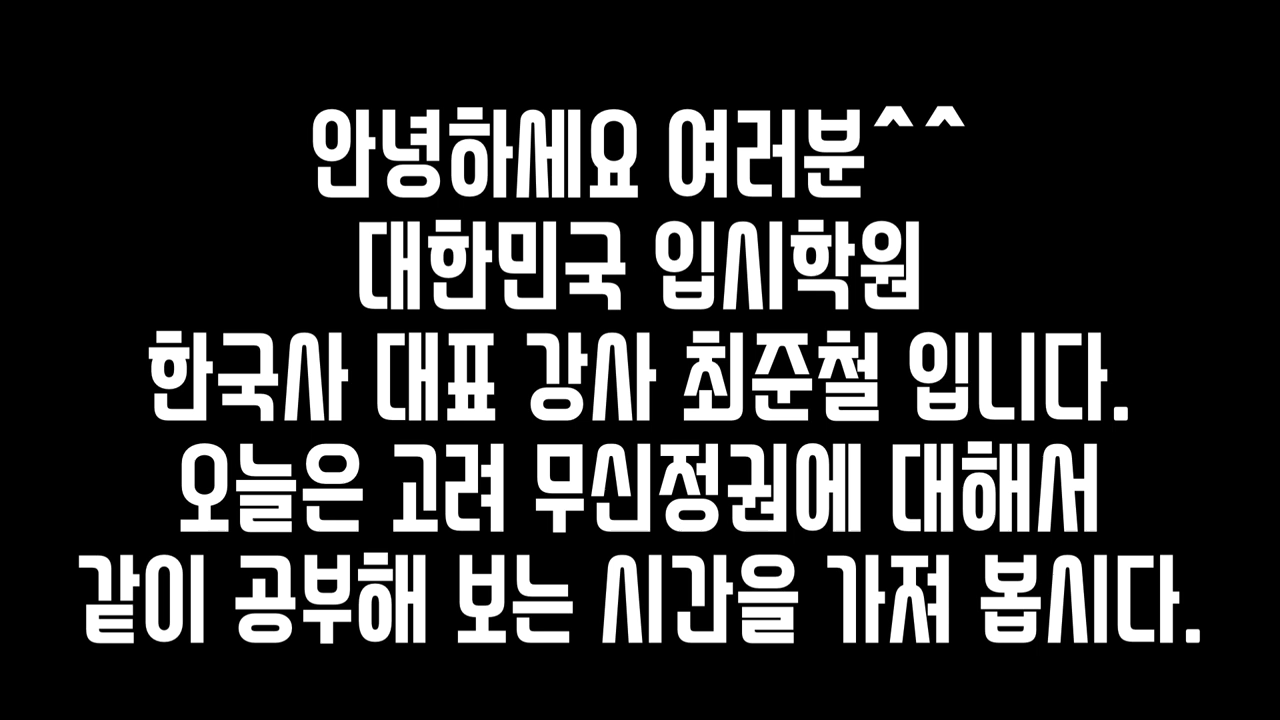 안녕하세요 여러분^^
대한민국 입시학원
한국사 대표 강사 최준철 입니다.
오늘은 고려 무신정권에 대해서
같이 공부해 보는 시간을 가져 봅시다.